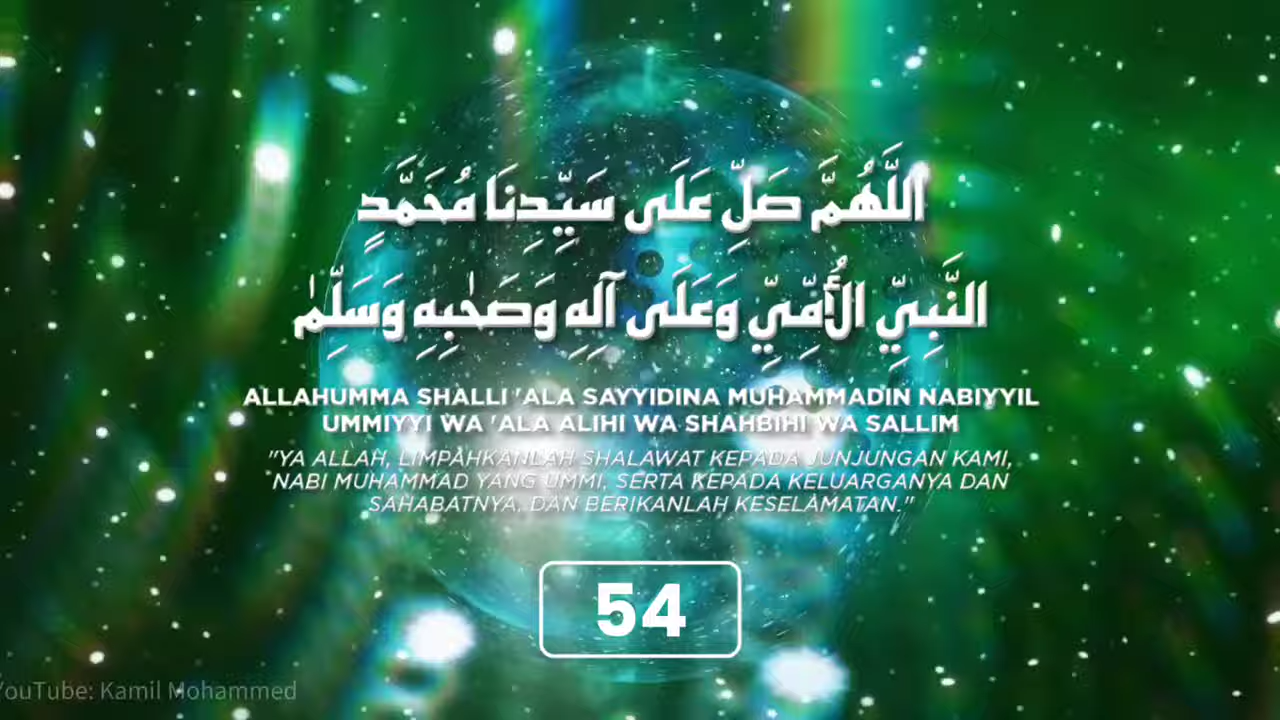 اللَّهُمَّ صَلِّ عَلَى سَيِّدِنَا مُحَمَّدٍ
النَّبِيِّ الأُمِّيِّ وَعَلَى آلِهِ وَصَحْبِهِ وَسَلِّمْ
ALLAHUMMA SHALLI 'ALA SAYYIDINA MUHAMMADIN NABIYYIL
UMMIYYI WA 'ALA ALIHI WA SHAHBIHI WA SALLIM
"YA ALLAH, LIMPAHKANLAH SHALAWAT KEPADA JUNJUNGAN KAMI,
NABI MUHAMMAD YANG UMMI, SERTA KEPADA KELUARGANYA DAN
SAHABATNYA, DAN BERIKANLAH KESELAMATAN."
54
YouTube: Kamil Mohammed